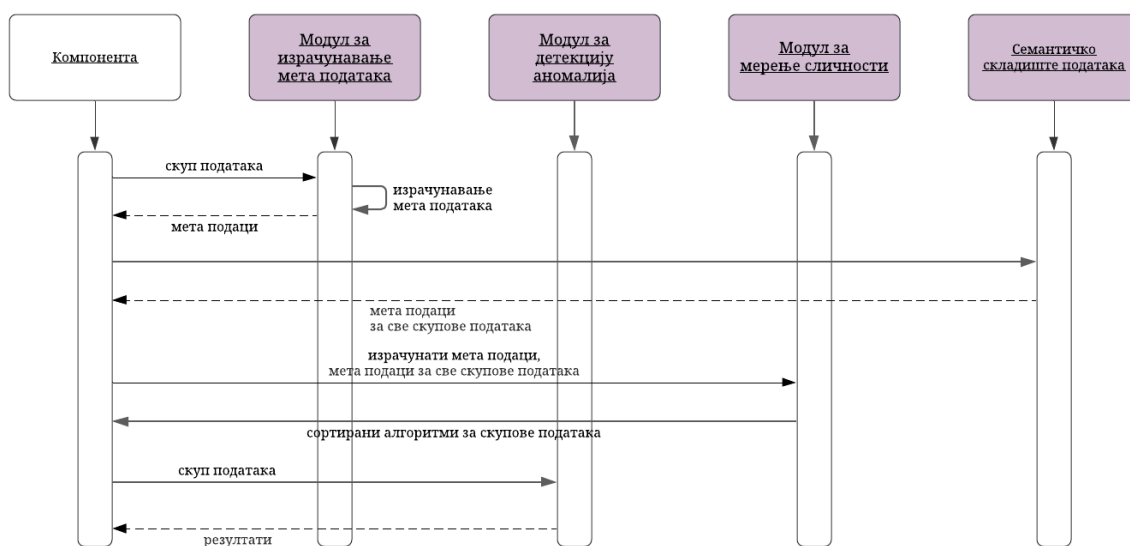 Компонента
Модул за
израчунавање
мета података
Модул за
детекцију
аномалија
Модул за
мерење сличности
Семантичко
складиште података
скуп података
израчунавање
мета података
мета подаци
мета подаци
за све скупове података
израчунати мета подаци,
мета подаци за све скупове података
сортирани алгоритми за скупове података
скуп података
резултати